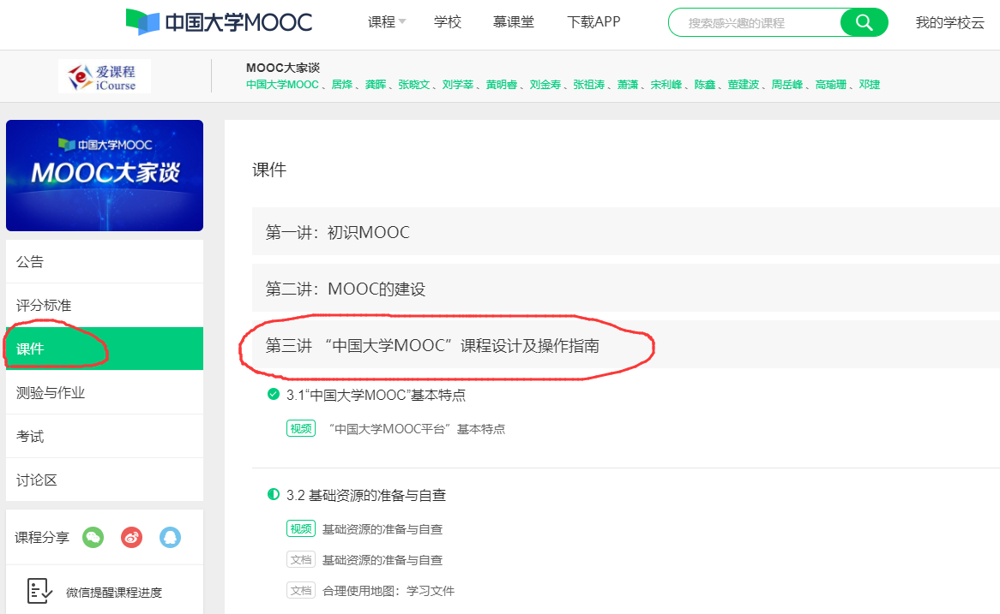 中国大学MOOC
课程 学校 慕课堂 下载APP 搜索感兴趣的课程 我的学校云
爱课程
iCourse
MOOC大家谈
中国大学MOOC 、居烽 、龚晖 、张晓文 、刘学莘 、黄明睿 、刘金寿 、张祖涛 、萧潇 、宋利峰 、陈鑫 、董建波 、周岳峰 、高瑜珊 、邓捷
中国大学MOOC
MOOC大家谈
公告
评分标准
课件
测验与作业
考试
讨论区
课程分享
微信提醒课程进度
课件
第一讲：初识MOOC
第二讲：MOOC的建设
第三讲 “中国大学MOOC”课程设计及操作指南
3.1“中国大学MOOC”基本特点
视频 “中国大学MOOC平台”基本特点
3.2 基础资源的准备与自查
视频 基础资源的准备与自查
文档 基础资源的准备与自查
文档 合理使用地图：学习文件